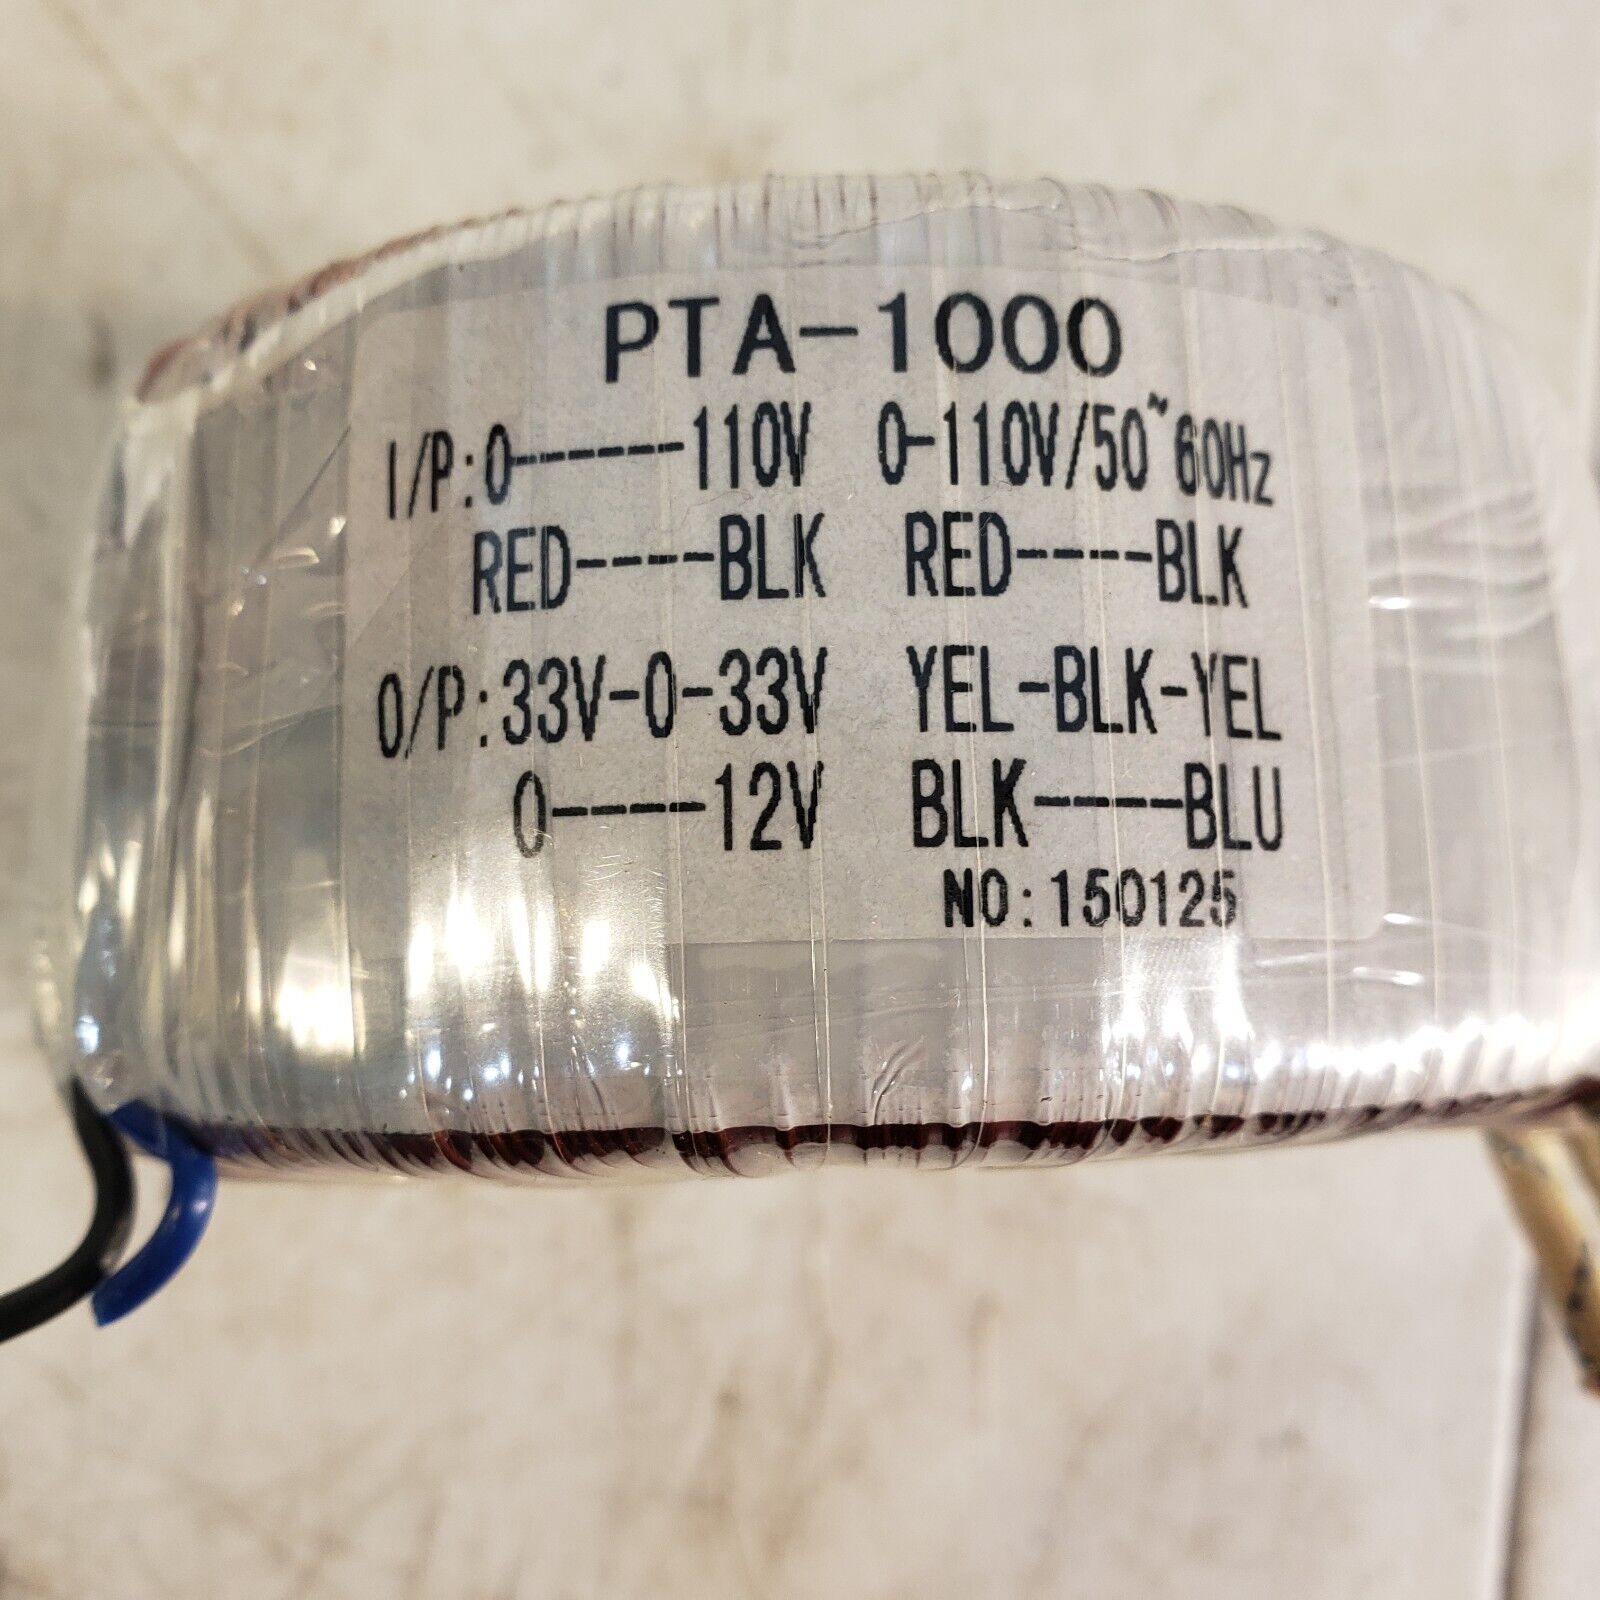 PTA-1000
I/P:0------110V 0-110V/50~60Hz
RED----BLK RED----BLK
O/P:33V-0-33V YEL-BLK-YEL
0-----12V BLK----BLU
NO:150125